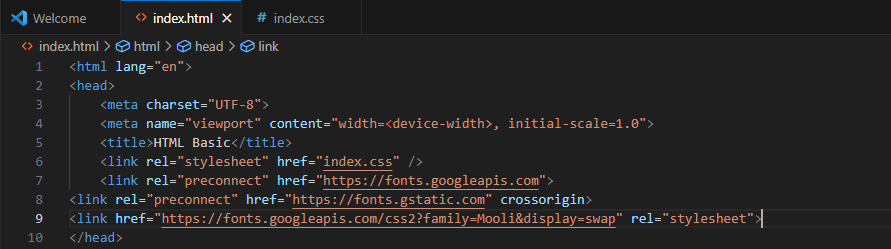 Welcome index.html index.css
index.html > html > head > link
1 <html lang="en">
2 <head>
3 <meta charset="UTF-8">
4 <meta name="viewport" content="width=<device-width>, initial-scale=1.0">
5 <title>HTML Basic</title>
6 <link rel="stylesheet" href="index.css" />
7 <link rel="preconnect" href="https://fonts.googleapis.com">
8 <link rel="preconnect" href="https://fonts.gstatic.com" crossorigin>
9 <link href="https://fonts.googleapis.com/css2?family=Mooli&display=swap" rel="stylesheet">
10 </head>